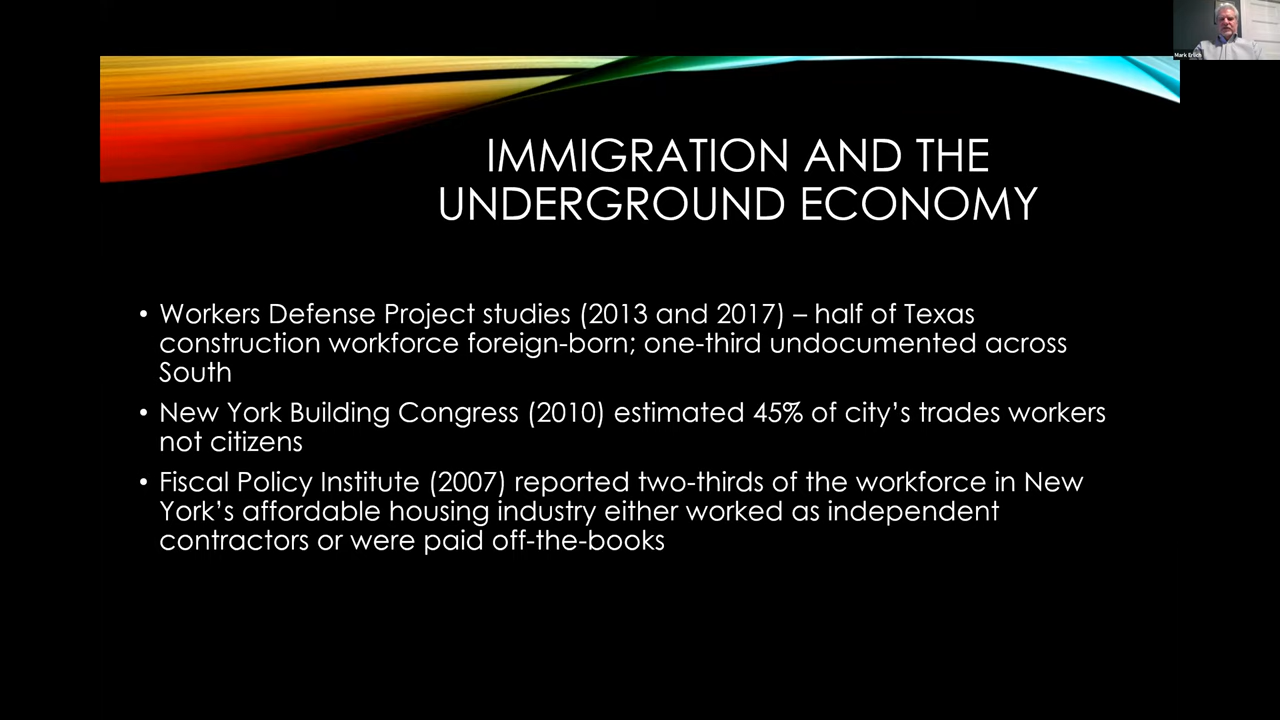 Mark Erlich
IMMIGRATION AND THE
UNDERGROUND ECONOMY
• Workers Defense Project studies (2013 and 2017) – half of Texas
construction workforce foreign-born; one-third undocumented across
South
• New York Building Congress (2010) estimated 45% of city’s trades workers
not citizens
• Fiscal Policy Institute (2007) reported two-thirds of the workforce in New
York’s affordable housing industry either worked as independent
contractors or were paid off-the-books